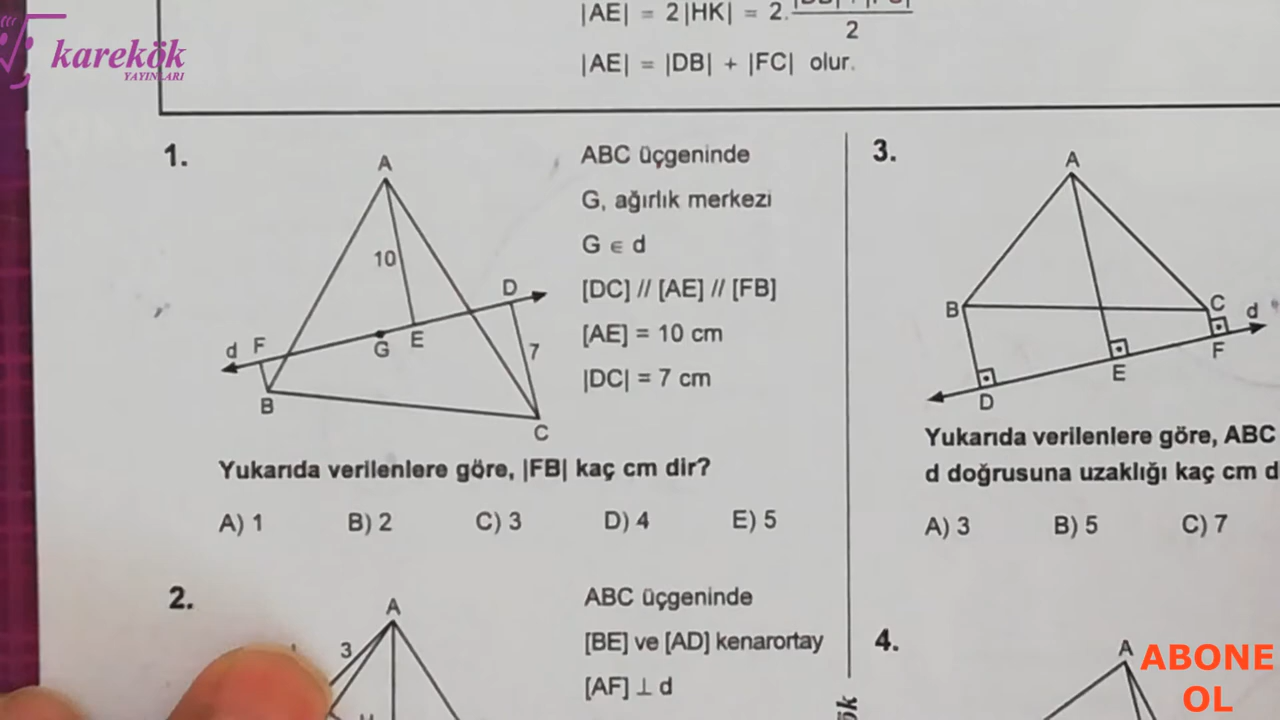 karekök
YAYINLARI
|AE| = 2|HK| = 2.
2
|AE| = |DB| + |FC| olur.
1.
A
10
D
d F
G E
7
B
C
ABC üçgeninde
G, ağırlık merkezi
G ∈ d
[DC] // [AE] // [FB]
[AE] = 10 cm
|DC| = 7 cm
Yukarıda verilenlere göre, |FB| kaç cm dir?
A) 1 B) 2 C) 3 D) 4 E) 5
2.
A
3
ABC üçgeninde
[BE] ve [AD] kenarortay
[AF] ⊥ d
3.
A
B
C
d
F
E
D
Yukarıda verilenlere göre, ABC
d doğrusuna uzaklığı kaç cm d
A) 3 B) 5 C) 7
4.
A
ABONE
OL